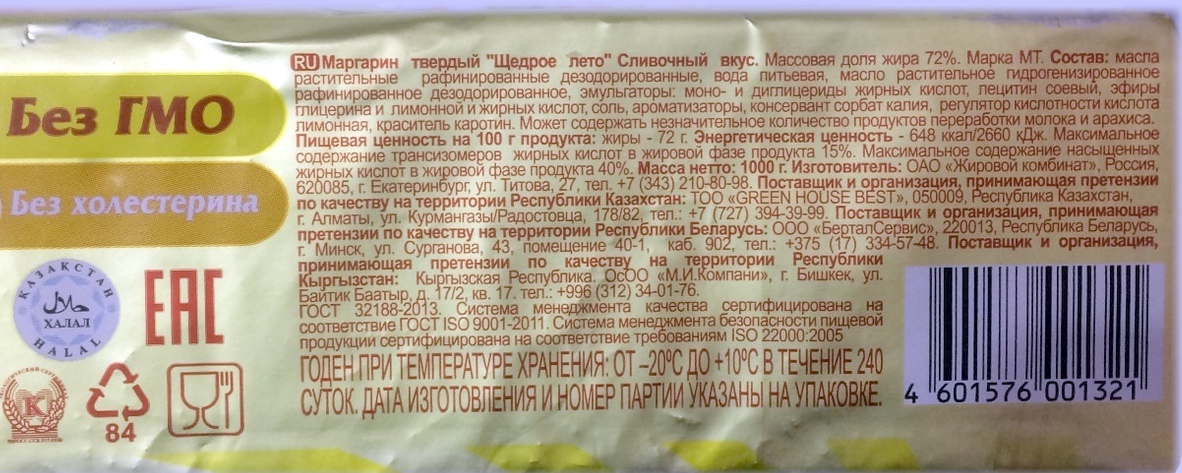 Без ГМО
Без холестерина
КАЗАКСТАН
ХАЛАЛ
HALAL
ЕАС
К
84
RU Маргарин твердый "Щедрое лето" Сливочный вкус. Массовая доля жира 72%. Марка МТ. Состав: масла
растительные рафинированные дезодорированные, вода питьевая, масло растительное гидрогенизированное
рафинированное дезодорированное, эмульгаторы: моно- и диглицериды жирных кислот, лецитин соевый, эфиры
глицерина и лимонной и жирных кислот, соль, ароматизаторы, консервант сорбат калия, регулятор кислотности кислота
лимонная, краситель каротин. Может содержать незначительное количество продуктов переработки молока и арахиса.
Пищевая ценность на 100 г продукта: жиры - 72 г. Энергетическая ценность - 648 ккал/2660 кДж. Максимальное
содержание трансизомеров жирных кислот в жировой фазе продукта 15%. Максимальное содержание насыщенных
жирных кислот в жировой фазе продукта 40%. Масса нетто: 1000 г. Изготовитель: ОАО «Жировой комбинат», Россия,
620085, г. Екатеринбург, ул. Титова, 27, тел. +7 (343) 210-80-98. Поставщик и организация, принимающая претензии
по качеству на территории Республики Казахстан: ТОО «GREEN HOUSE BEST», 050009, Республика Казахстан,
г. Алматы, ул. Курмангазы/Радостовца, 178/82, тел.: +7 (727) 394-39-99. Поставщик и организация, принимающая
претензии по качеству на территории Республики Беларусь: ООО «БерталСервис», 220013, Республика Беларусь,
г. Минск, ул. Сурганова, 43, помещение 40-1, каб. 902, тел.: +375 (17) 334-57-48. Поставщик и организация,
принимающая претензии по качеству на территории Республики
Кыргызстан: Кыргызская Республика. ОсОО «М.И.Компани», г. Бишкек, ул.
Байтик Баатыр, д. 17/2, кв. 17. тел.: +996 (312) 34-01-76.
ГОСТ 32188-2013. Система менеджмента качества сертифицирована на
соответствие ГОСТ ISO 9001-2011. Система менеджмента безопасности пищевой
продукции сертифицирована на соответствие требованиям ISO 22000:2005
ГОДЕН ПРИ ТЕМПЕРАТУРЕ ХРАНЕНИЯ: ОТ –20ºС ДО +10ºС В ТЕЧЕНИЕ 240
СУТОК. ДАТА ИЗГОТОВЛЕНИЯ И НОМЕР ПАРТИИ УКАЗАНЫ НА УПАКОВКЕ.
4 601576 001321